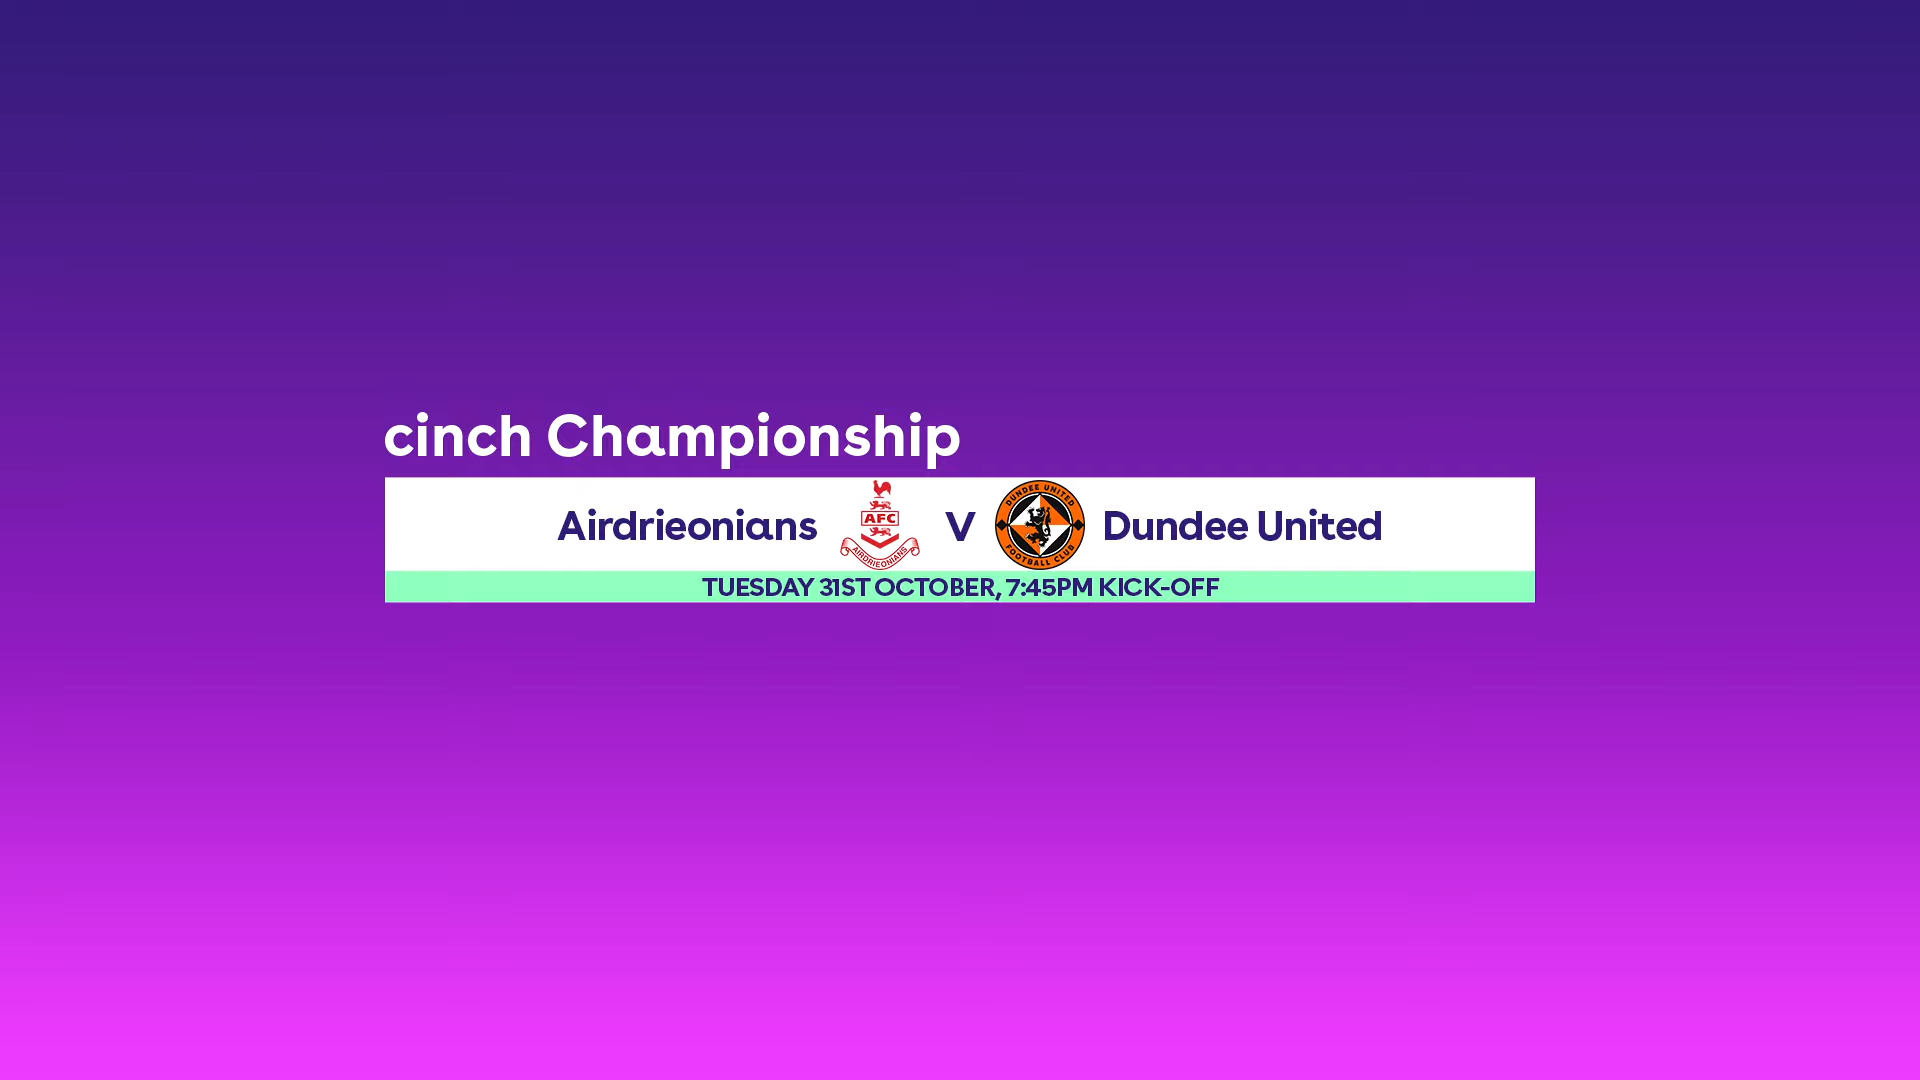 cinch Championship
Airdrieonians AFC AIRDRIEONIANS V DUNDEE UNITED FOOTBALL CLUB Dundee United
TUESDAY 31ST OCTOBER, 7:45PM KICK-OFF